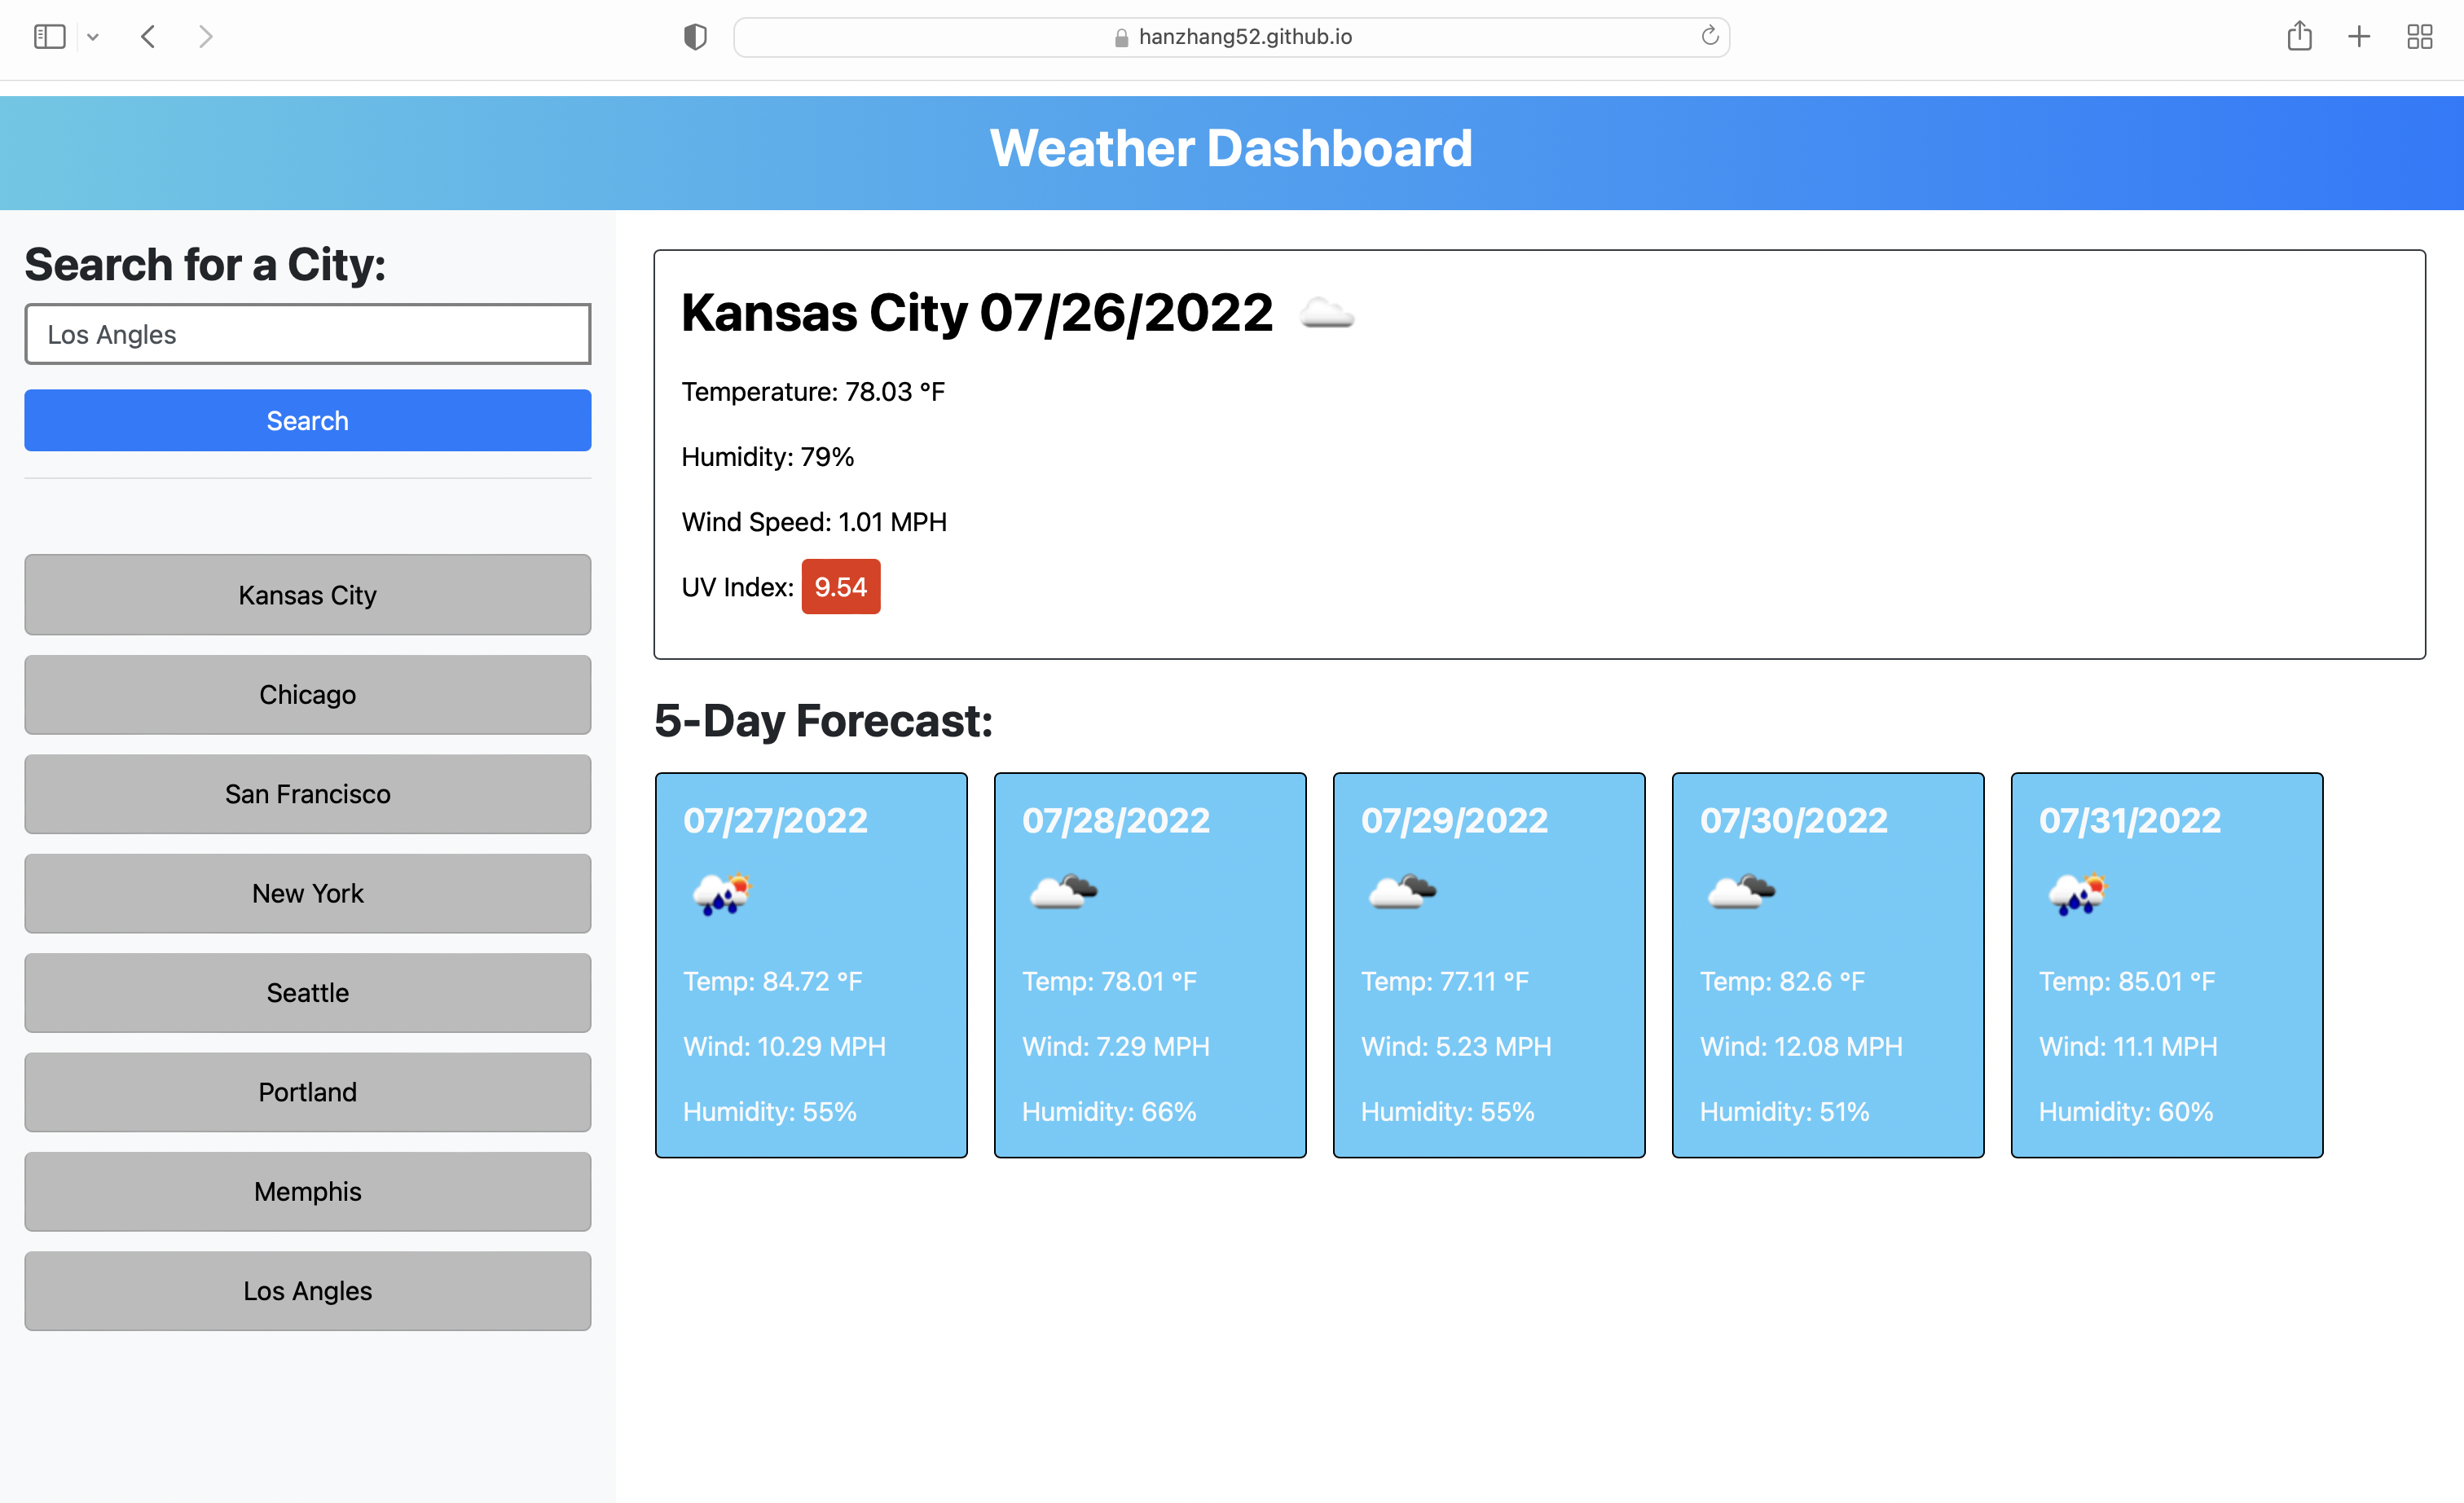 hanzhang52.github.io
Weather Dashboard
Search for a City:
Los Angles
Search
Kansas City
Chicago
San Francisco
New York
Seattle
Portland
Memphis
Los Angles
Kansas City 07/26/2022
Temperature: 78.03 °F
Humidity: 79%
Wind Speed: 1.01 MPH
UV Index: 9.54
5-Day Forecast:
07/27/2022
Temp: 84.72 °F
Wind: 10.29 MPH
Humidity: 55%
07/28/2022
Temp: 78.01 °F
Wind: 7.29 MPH
Humidity: 66%
07/29/2022
Temp: 77.11 °F
Wind: 5.23 MPH
Humidity: 55%
07/30/2022
Temp: 82.6 °F
Wind: 12.08 MPH
Humidity: 51%
07/31/2022
Temp: 85.01 °F
Wind: 11.1 MPH
Humidity: 60%